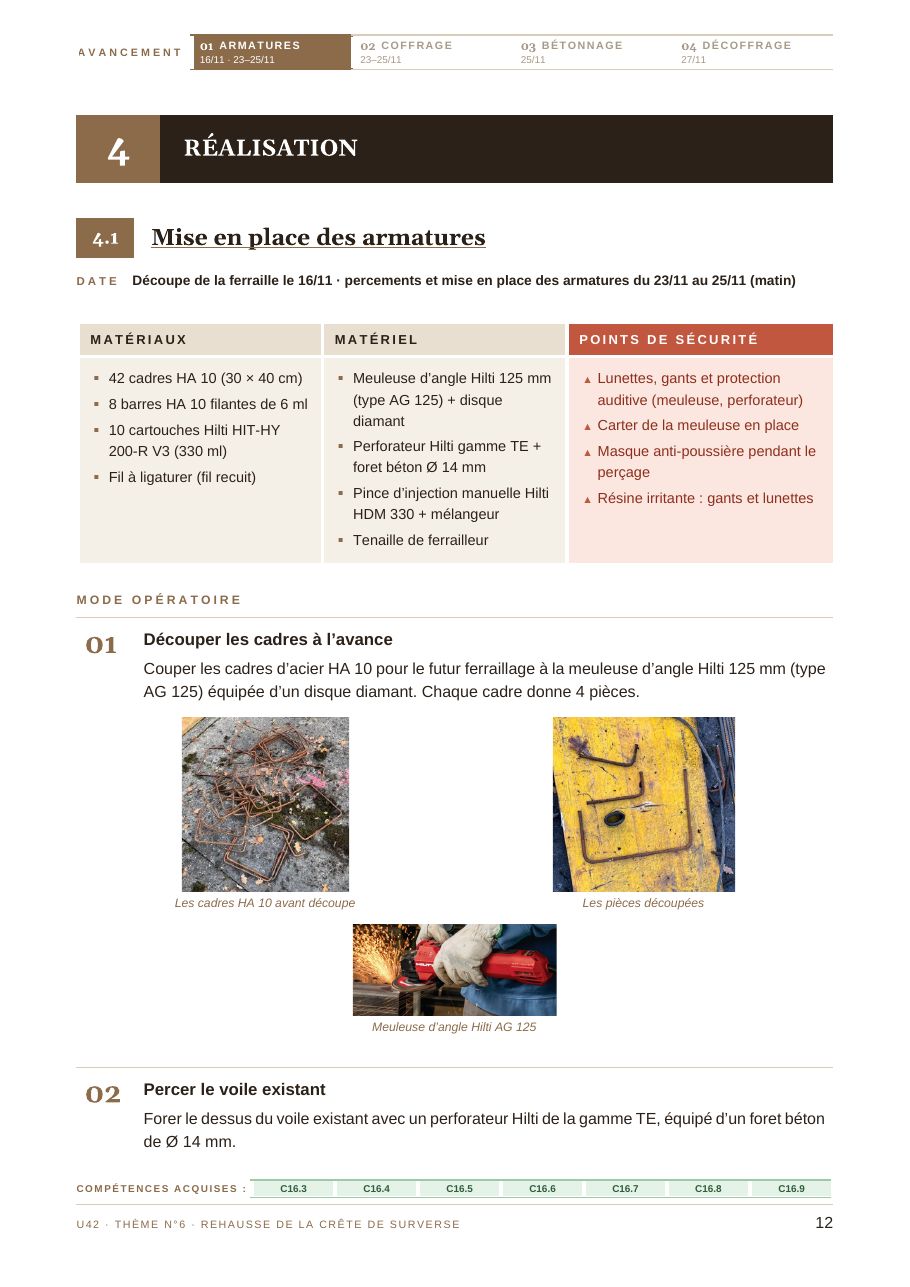 AVANCEMENT
01 ARMATURES
16/11 · 23–25/11
02 COFFRAGE
23–25/11
03 BÉTONNAGE
25/11
04 DÉCOFFRAGE
27/11
4 RÉALISATION
4.1 Mise en place des armatures
DATE Découpe de la ferraille le 16/11 · percements et mise en place des armatures du 23/11 au 25/11 (matin)
MATÉRIAUX
▪ 42 cadres HA 10 (30 × 40 cm)
▪ 8 barres HA 10 filantes de 6 ml
▪ 10 cartouches Hilti HIT-HY
200-R V3 (330 ml)
▪ Fil à ligaturer (fil recuit)
MATÉRIEL
▪ Meuleuse d’angle Hilti 125 mm
(type AG 125) + disque
diamant
▪ Perforateur Hilti gamme TE +
foret béton Ø 14 mm
▪ Pince d’injection manuelle Hilti
HDM 330 + mélangeur
▪ Tenaille de ferrailleur
POINTS DE SÉCURITÉ
▲ Lunettes, gants et protection
auditive (meuleuse, perforateur)
▲ Carter de la meuleuse en place
▲ Masque anti-poussière pendant le
perçage
▲ Résine irritante : gants et lunettes
MODE OPÉRATOIRE
01 Découper les cadres à l’avance
Couper les cadres d’acier HA 10 pour le futur ferraillage à la meuleuse d’angle Hilti 125 mm (type
AG 125) équipée d’un disque diamant. Chaque cadre donne 4 pièces.
Les cadres HA 10 avant découpe
Les pièces découpées
HILTI
Meuleuse d’angle Hilti AG 125
02 Percer le voile existant
Forer le dessus du voile existant avec un perforateur Hilti de la gamme TE, équipé d’un foret béton
de Ø 14 mm.
COMPÉTENCES ACQUISES : C16.3 C16.4 C16.5 C16.6 C16.7 C16.8 C16.9
U42 · THÈME N°6 · REHAUSSE DE LA CRÊTE DE SURVERSE 12